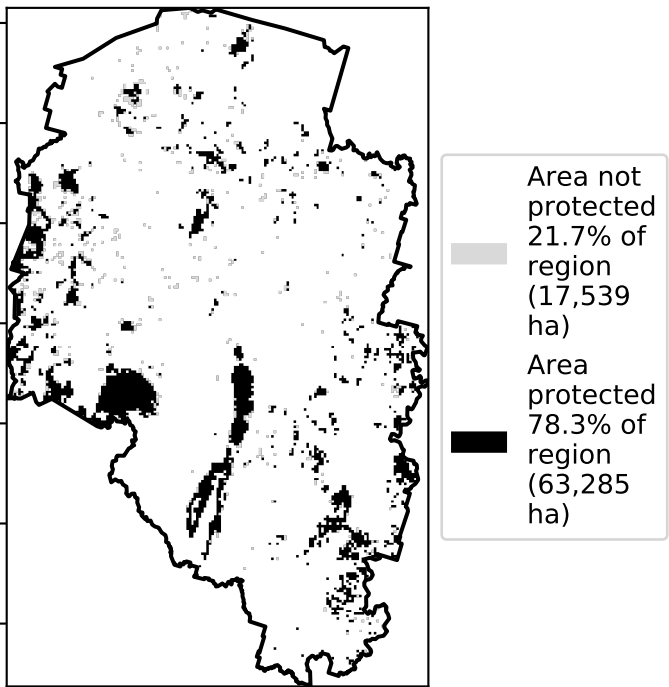 Area not
protected
21.7% of
region
(17,539
ha)
Area
protected
78.3% of
region
(63,285
ha)